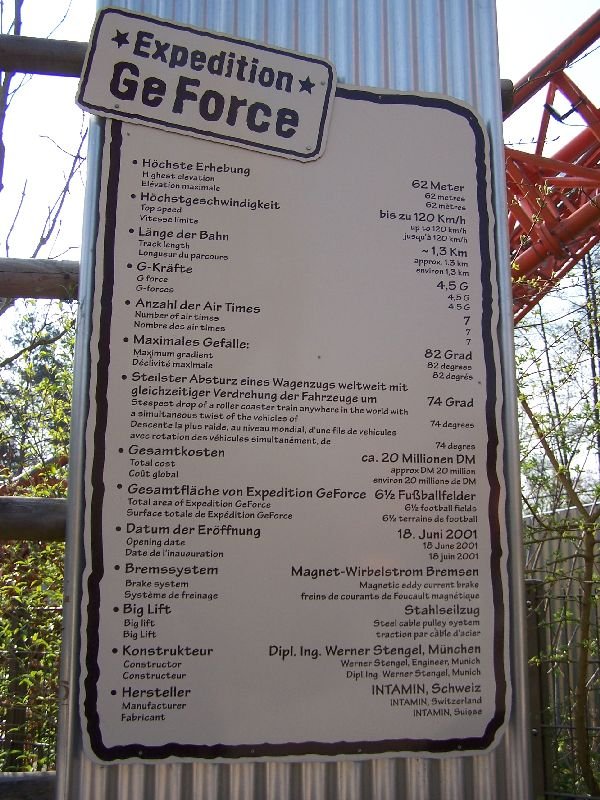 ★Expedition★
GeForce
• Höchste Erhebung 62 Meter
Highest elevation 62 metres
Elévation maximale 62 mètres
• Höchstgeschwindigkeit bis zu 120 Km/h
Top speed up to 120 km/h
Vitesse limite jusqu'à 120 km/h
• Länge der Bahn ~ 1,3 Km
Track length approx. 1.3 km
Longueur du parcours environ 1,3 km
• G-Kräfte 4,5 G
G force 4,5 G
G-forces 4.5 G
• Anzahl der Air Times 7
Number of air times 7
Nombre des air times 7
• Maximales Gefälle: 82 Grad
Maximum gradient 82 degrees
Déclivité maximale 82 degrés
• Steilster Absturz eines Wagenzugs weltweit mit
gleichzeitiger Verdrehung der Fahrzeuge um 74 Grad
Steepest drop of a roller coaster train anywhere in the world with
a simultaneous twist of the vehicles of 74 degrees
Descente la plus raide, au niveau mondial, d'une file de vehicules
avec rotation des véhicules simultanément, de 74 degres
• Gesamtkosten ca. 20 Millionen DM
Total cost approx DM 20 million
Coût global environ 20 millions de DM
• Gesamtfläche von Expedition GeForce 6½ Fußballfelder
Total area of Expedition GeForce 6½ football fields
Surface totale de Expédition GeForce 6½ terrains de football
• Datum der Eröffnung 18. Juni 2001
Opening date 18 June 2001
Date de l'inauguration 18 juin 2001
• Bremssystem Magnet-Wirbelstrom Bremsen
Brake system Magnetic eddy current brake
Système de freinage freins de courants de Foucault magnétique
• Big Lift Stahlseilzug
Big lift Steel cable pulley system
Big Lift traction par câble d'acier
• Konstrukteur Dipl. Ing. Werner Stengel, München
Constructor Werner Stengel, Engineer, Munich
Constructeur Dipl Ing. Werner Stengel, Munich
• Hersteller INTAMIN, Schweiz
Manufacturer INTAMIN, Switzerland
Fabricant INTAMIN, Suisse